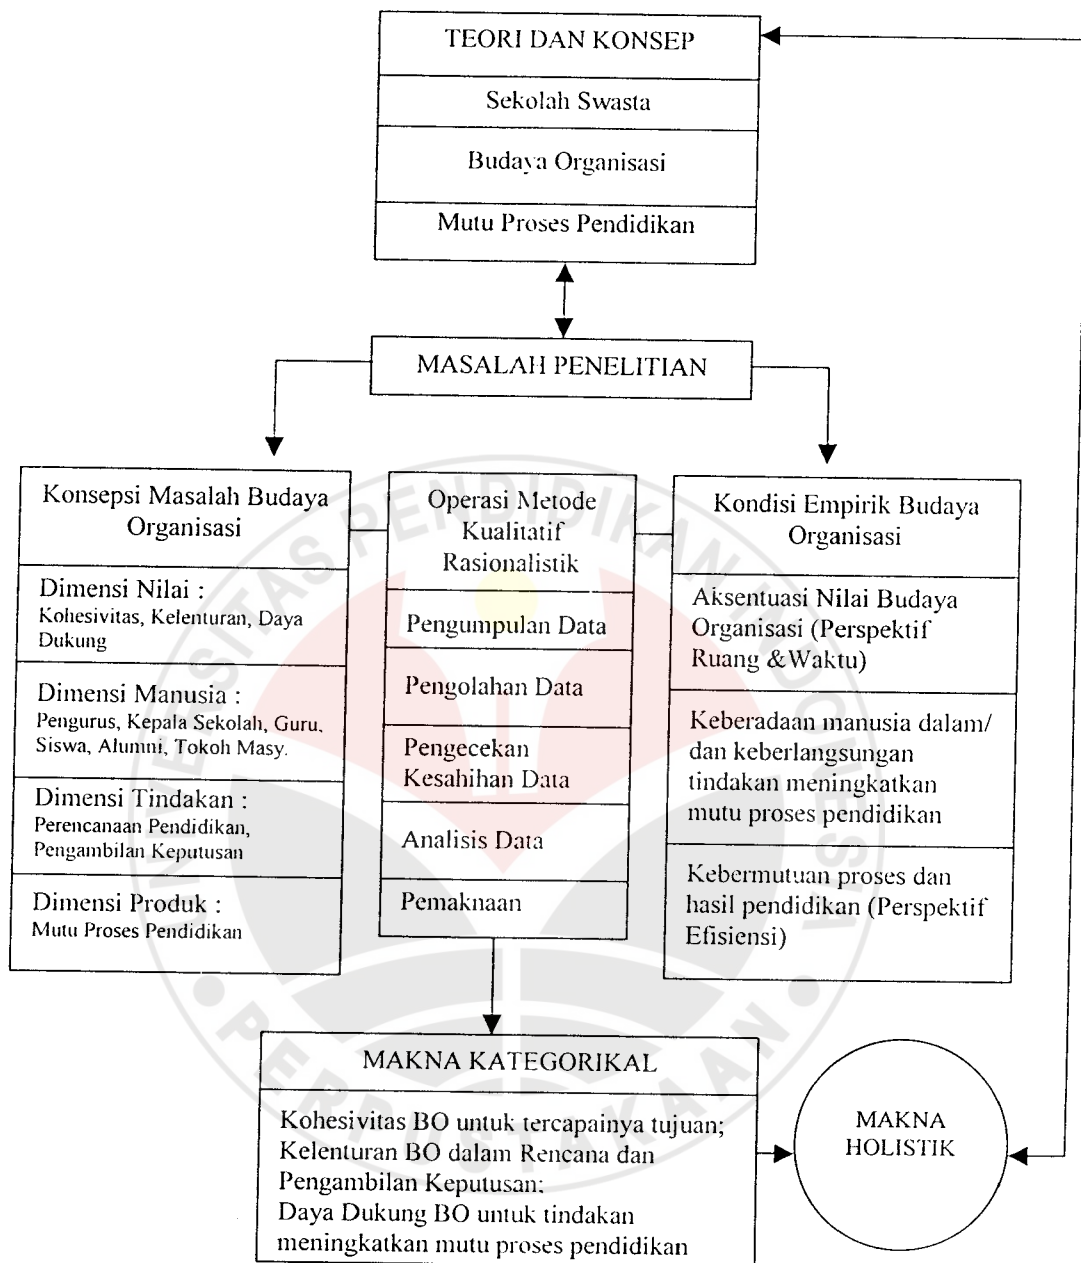 TEORI DAN KONSEP
Sekolah Swasta
Budaya Organisasi
Mutu Proses Pendidikan
MASALAH PENELITIAN
Konsepsi Masalah Budaya
Organisasi
Dimensi Nilai :
Kohesivitas, Kelenturan, Daya
Dukung
Dimensi Manusia :
Pengurus, Kepala Sekolah, Guru,
Siswa, Alumni, Tokoh Masy.
Dimensi Tindakan :
Perencanaan Pendidikan,
Pengambilan Keputusan
Dimensi Produk :
Mutu Proses Pendidikan
Operasi Metode
Kualitatif
Rasionalistik
Pengumpulan Data
Pengolahan Data
Pengecekan
Kesahihan Data
Analisis Data
Pemaknaan
Kondisi Empirik Budaya
Organisasi
Aksentuasi Nilai Budaya
Organisasi (Perspektif
Ruang &Waktu)
Keberadaan manusia dalam/
dan keberlangsungan
tindakan meningkatkan
mutu proses pendidikan
Kebermutuan proses dan
hasil pendidikan (Perspektif
Efisiensi)
MAKNA KATEGORIKAL
Kohesivitas BO untuk tercapainya tujuan;
Kelenturan BO dalam Rencana dan
Pengambilan Keputusan;
Daya Dukung BO untuk tindakan
meningkatkan mutu proses pendidikan
MAKNA
HOLISTIK
UNIVERSITAS PENDIDIKAN INDONESIA
PERPUSTAKAAN